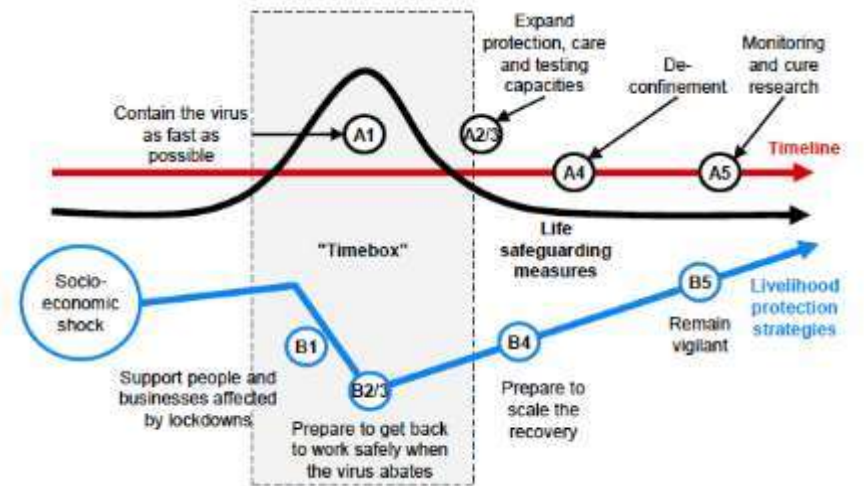 Expand
protection, care
and testing
capacities
De-
confinement
Monitoring
and cure
research
Contain the virus
as fast as
possible
A1
A2/3
A4
A5
Timeline
"Timebox"
Life
safeguarding
measures
Socio-
economic
shock
B1
B2/3
B4
B5
Livelihood
protection
strategies
Remain
vigilant
Support people and
businesses affected
by lockdowns
Prepare to get back
to work safely when
the virus abates
Prepare to
scale the
recovery